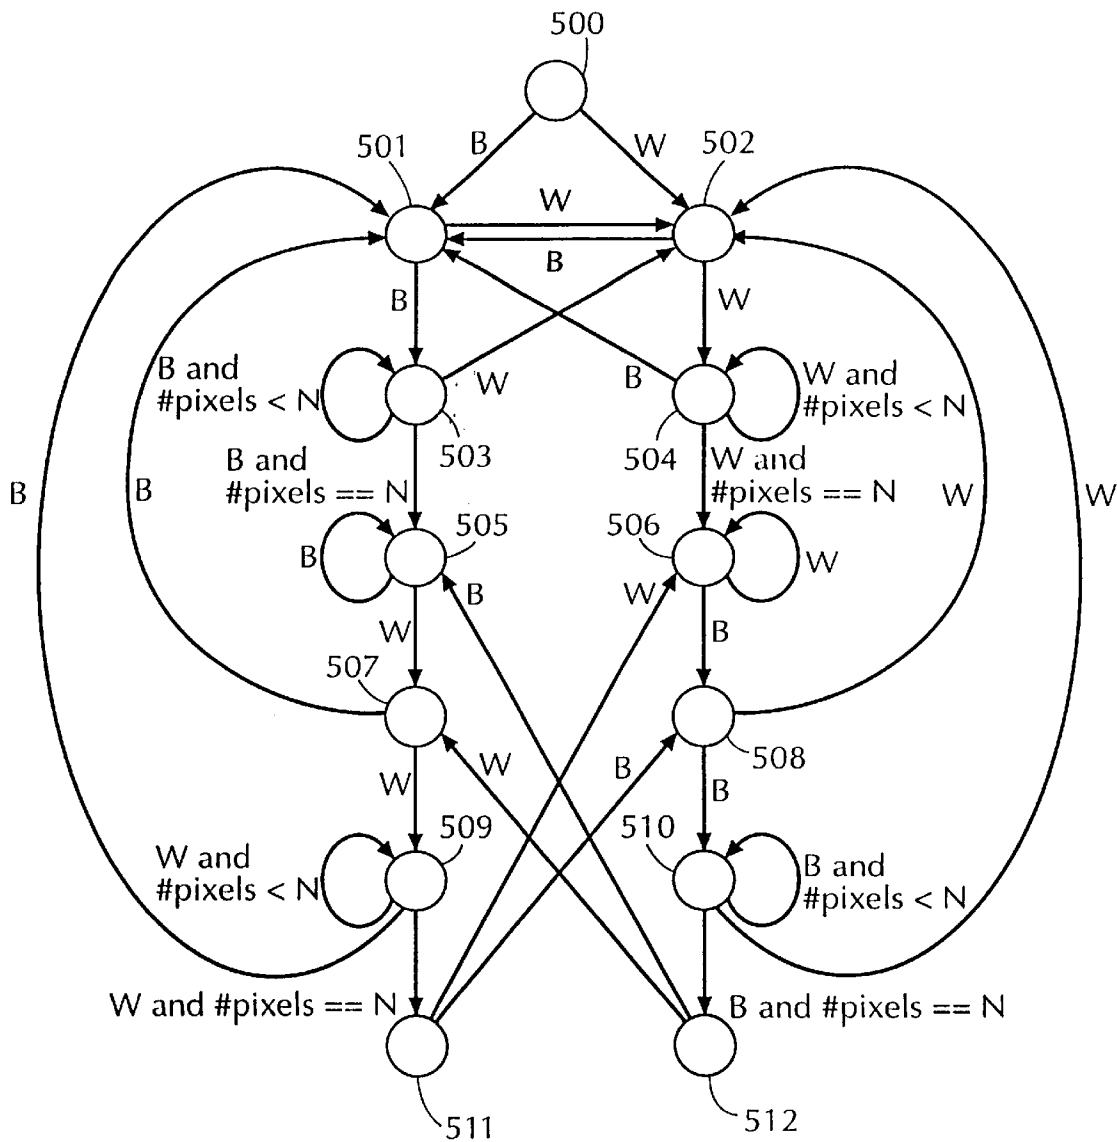 500
501
B
W
502
W
B
B
W
B and
#pixels < N
W
B
W and
#pixels < N
503
504
B and
#pixels == N
W and
#pixels == N
B
B
W
W
505
506
B
B
W
W
W
B
507
508
W
B
W
B
509
510
W and
#pixels < N
B and
#pixels < N
W and #pixels == N
B and #pixels == N
511
512